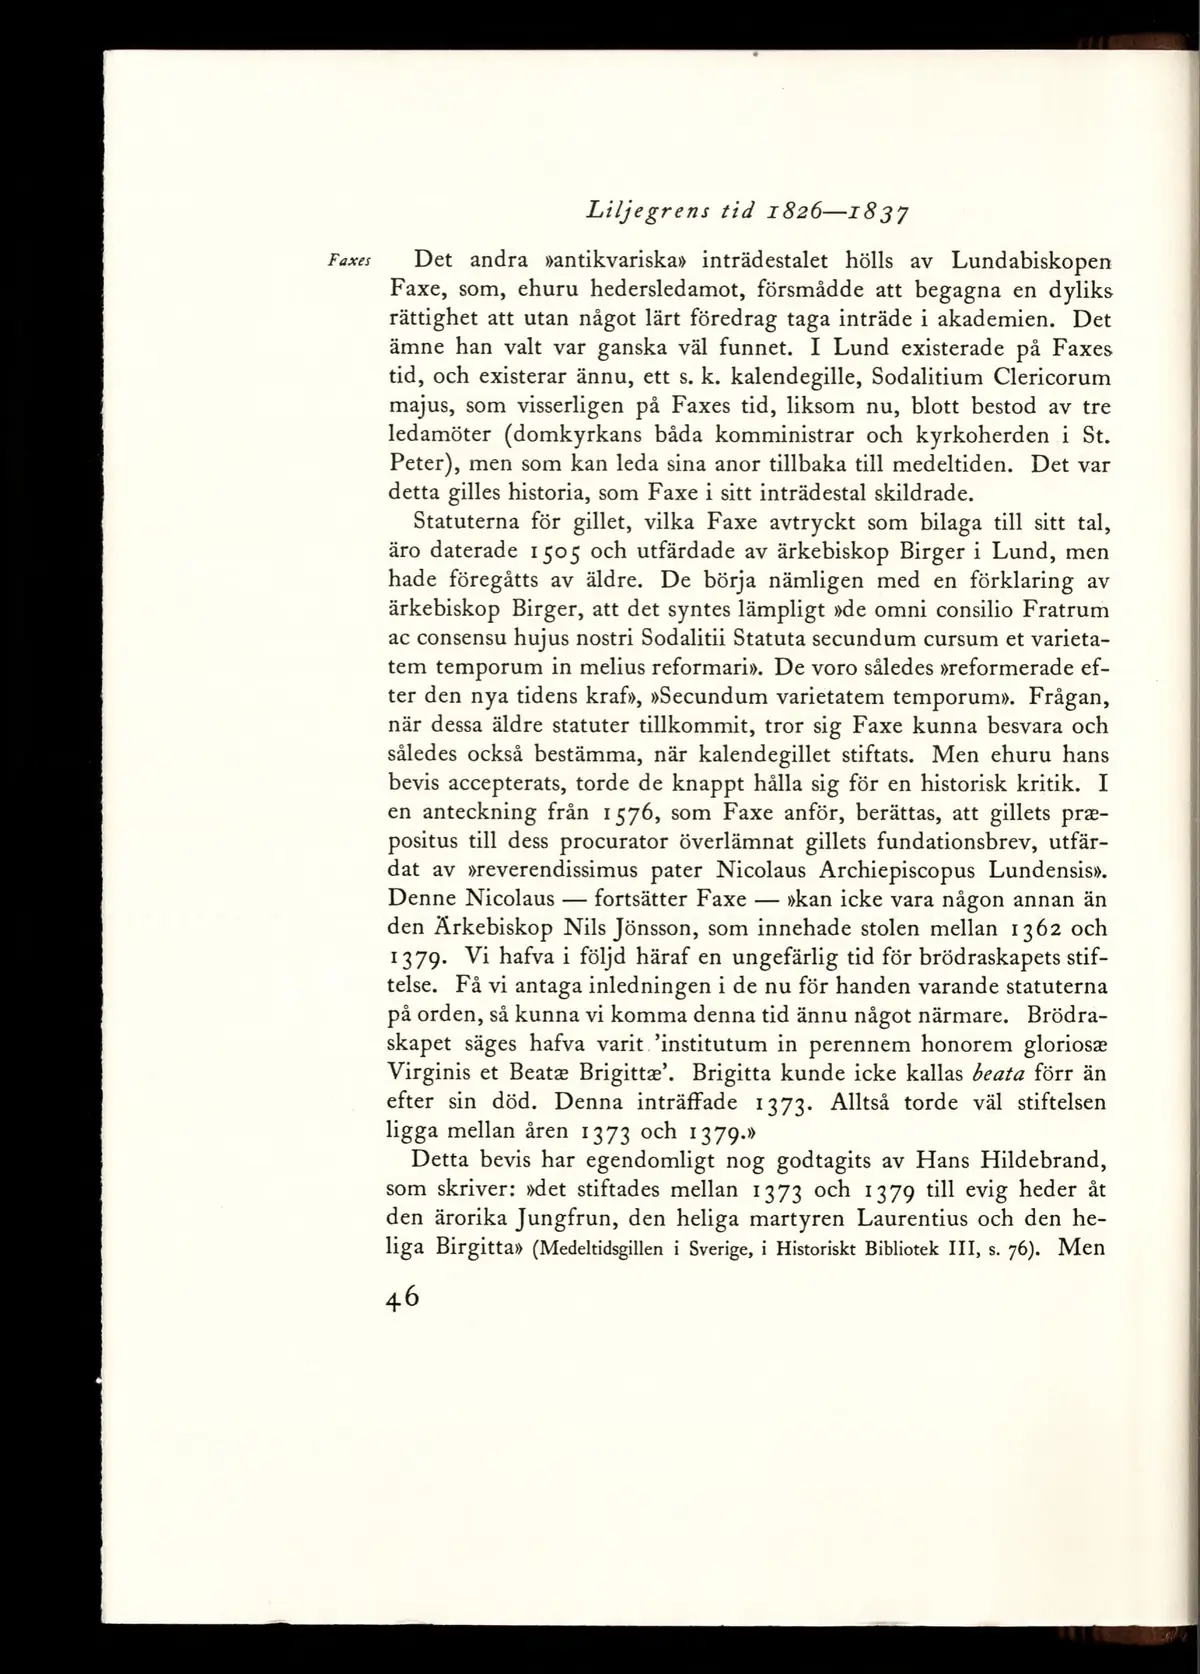 Liljegrens tid 1826—1837
Faxes
Det andra »antikvariska» inträdestalet hölls av Lundabiskopen
Faxe, som, ehuru hedersledamot, försmådde att begagna en dyliks
rättighet att utan något lärt föredrag taga inträde i akademien. Det
ämne han valt var ganska väl funnet. I Lund existerade på Faxes
tid, och existerar ännu, ett s. k. kalendegille, Sodalitium Clericorum
majus, som visserligen på Faxes tid, liksom nu, blott bestod av tre
ledamöter (domkyrkans båda komministrar och kyrkoherden i St.
Peter), men som kan leda sina anor tillbaka till medeltiden. Det var
detta gilles historia, som Faxe i sitt inträdestal skildrade.
Statuterna för gillet, vilka Faxe avtryckt som bilaga till sitt tal,
äro daterade 1505 och utfärdade av ärkebiskop Birger i Lund, men
hade föregåtts av äldre. De börja nämligen med en förklaring av
ärkebiskop Birger, att det syntes lämpligt »de omni consilio Fratrum
ac consensu hujus nostri Sodalitii Statuta secundum cursum et varieta-
tem temporum in melius reformari». De voro således »reformerade ef-
ter den nya tidens kraf», »Secundum varietatem temporum». Frågan,
när dessa äldre statuter tillkommit, tror sig Faxe kunna besvara och
således också bestämma, när kalendegillet stiftats. Men ehuru hans
bevis accepterats, torde de knappt hålla sig för en historisk kritik. I
en anteckning från 1576, som Faxe anför, berättas, att gillets præ-
positus till dess procurator överlämnat gillets fundationsbrev, utfär-
dat av »reverendissimus pater Nicolaus Archiepiscopus Lundensis».
Denne Nicolaus — fortsätter Faxe — »kan icke vara någon annan än
den Ärkebiskop Nils Jönsson, som innehade stolen mellan 1362 och
1379. Vi hafva i följd häraf en ungefärlig tid för brödraskapets stif-
telse. Få vi antaga inledningen i de nu för handen varande statuterna
på orden, så kunna vi komma denna tid ännu något närmare. Brödra-
skapet säges hafva varit 'institutum in perennem honorem gloriosæ
Virginis et Beatæ Brigittæ'. Brigitta kunde icke kallas beata förr än
efter sin död. Denna inträffade 1373. Alltså torde väl stiftelsen
ligga mellan åren 1373 och 1379.»
Detta bevis har egendomligt nog godtagits av Hans Hildebrand,
som skriver: »det stiftades mellan 1373 och 1379 till evig heder åt
den ärorika Jungfrun, den heliga martyren Laurentius och den he-
liga Birgitta» (Medeltidsgillen i Sverige, i Historiskt Bibliotek III, s. 76). Men
46